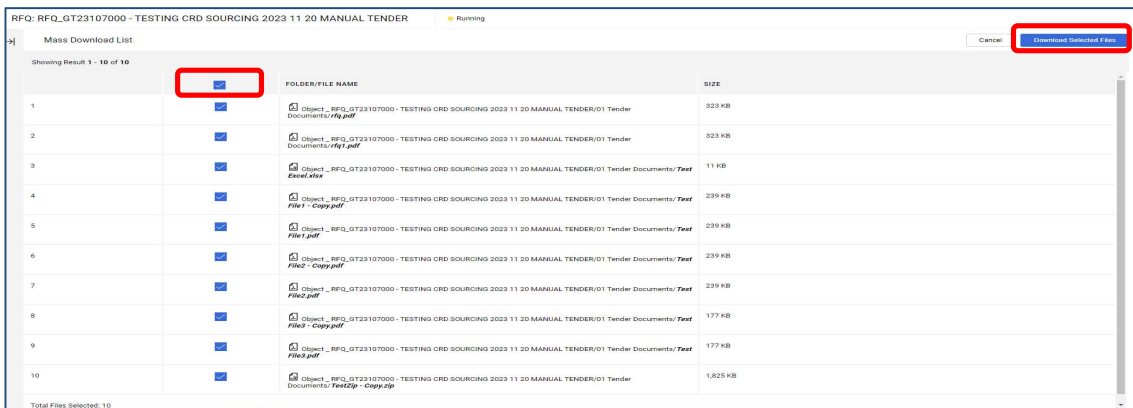 RFQ: RFQ_GT23107000 - TESTING CRD SOURCING 2023 11 20 MANUAL TENDER Running
Mass Download List Cancel Download Selected Files
Showing Result 1 - 10 of 10
FOLDER/FILE NAME SIZE
1 Object _ RFQ_GT23107000 - TESTING CRD SOURCING 2023 11 20 MANUAL TENDER/01 Tender 323 KB
Documents/rfq.pdf
2 Object _ RFQ_GT23107000 - TESTING CRD SOURCING 2023 11 20 MANUAL TENDER/01 Tender 323 KB
Documents/rfq1.pdf
3 Object _ RFQ_GT23107000 - TESTING CRD SOURCING 2023 11 20 MANUAL TENDER/01 Tender Documents/Test 11 KB
Excel.xlsx
4 Object _ RFQ_GT23107000 - TESTING CRD SOURCING 2023 11 20 MANUAL TENDER/01 Tender Documents/Test 239 KB
File1 - Copy.pdf
5 Object _ RFQ_GT23107000 - TESTING CRD SOURCING 2023 11 20 MANUAL TENDER/01 Tender Documents/Test 239 KB
File1.pdf
6 Object _ RFQ_GT23107000 - TESTING CRD SOURCING 2023 11 20 MANUAL TENDER/01 Tender Documents/Test 239 KB
File2 - Copy.pdf
7 Object _ RFQ_GT23107000 - TESTING CRD SOURCING 2023 11 20 MANUAL TENDER/01 Tender Documents/Test 239 KB
File2.pdf
8 Object _ RFQ_GT23107000 - TESTING CRD SOURCING 2023 11 20 MANUAL TENDER/01 Tender Documents/Test 177 KB
File3 - Copy.pdf
9 Object _ RFQ_GT23107000 - TESTING CRD SOURCING 2023 11 20 MANUAL TENDER/01 Tender Documents/Test 177 KB
File3.pdf
10 Object _ RFQ_GT23107000 - TESTING CRD SOURCING 2023 11 20 MANUAL TENDER/01 Tender 1,825 KB
Documents/TestZip - Copy.zip
Total Files Selected: 10